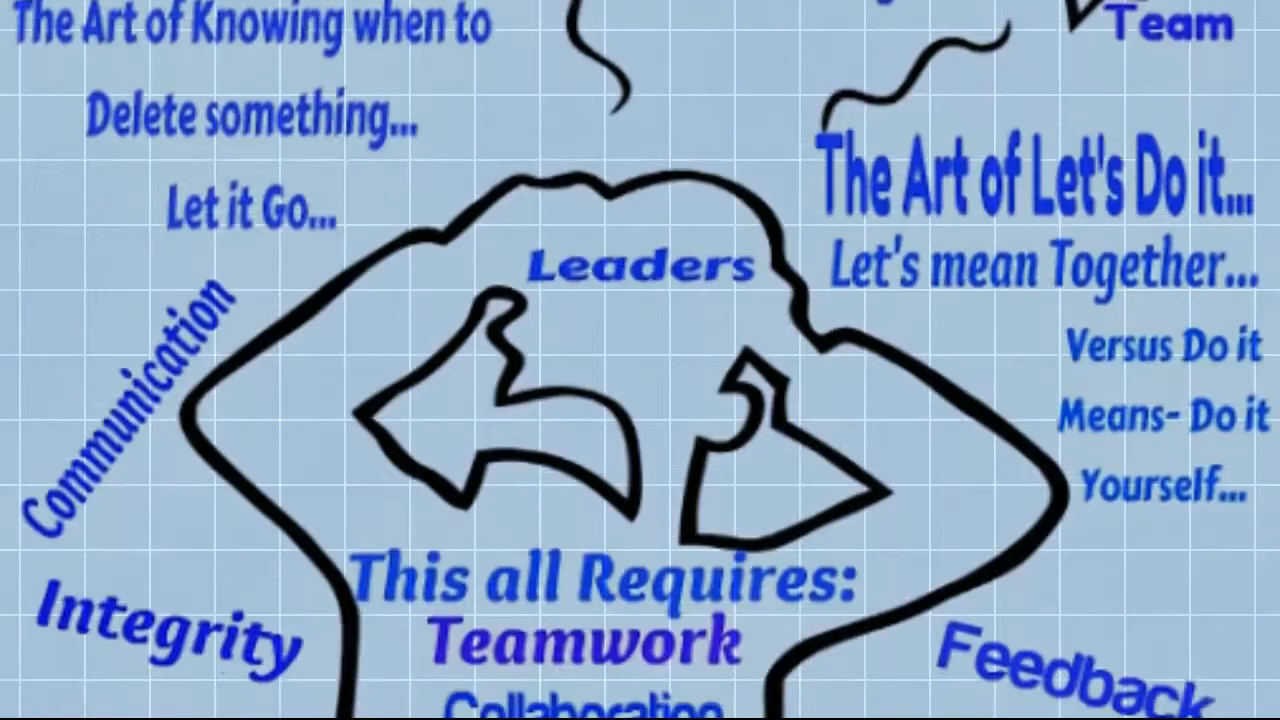 The Art of Knowing when to
Delete something...
Let it Go...
Team
The Art of Let's Do it...
Let's mean Together...
Versus Do it
Means- Do it
Yourself...
Leaders
Communication
Integrity
This all Requires:
Teamwork
Collaboration
Feedback